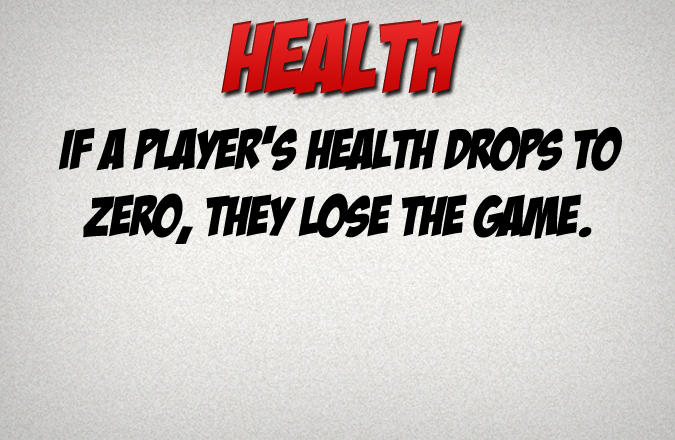 HEALTH
IF A PLAYER'S HEALTH DROPS TO
ZERO, THEY LOSE THE GAME.